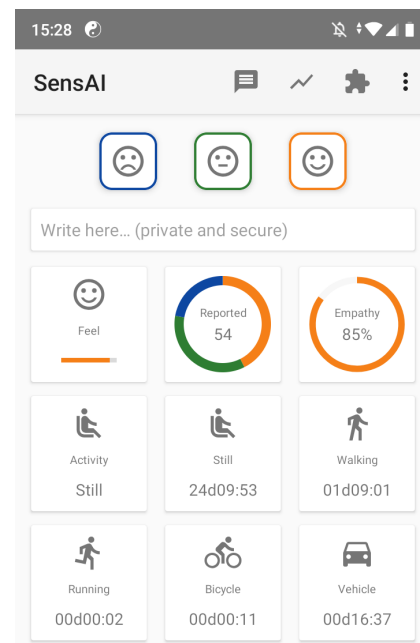 15:28
SensAI
Write here... (private and secure)
Feel
Reported
54
Empathy
85%
Activity
Still
Still
24d09:53
Walking
01d09:01
Running
00d00:02
Bicycle
00d00:11
Vehicle
00d16:37